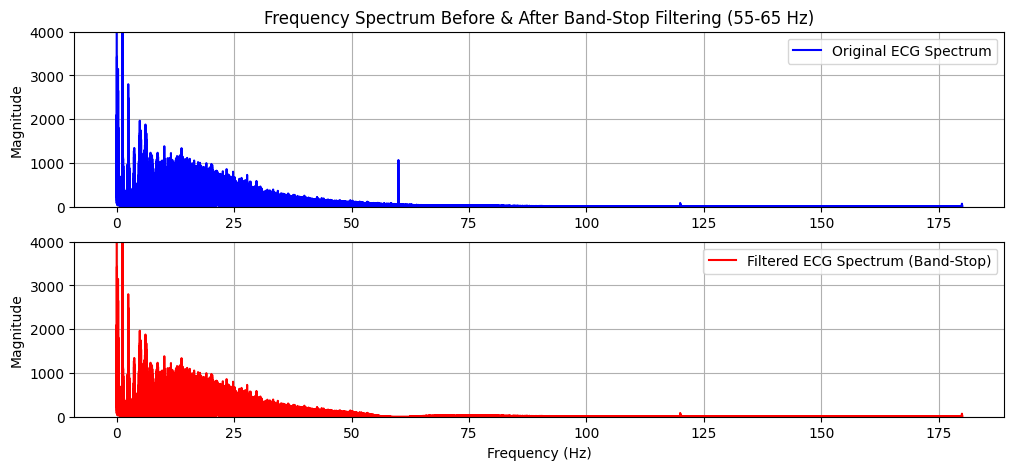 Frequency Spectrum Before & After Band-Stop Filtering (55-65 Hz)
4000
3000
2000
1000
0
Magnitude
Original ECG Spectrum
0 25 50 75 100 125 150 175
4000
3000
2000
1000
0
Magnitude
Filtered ECG Spectrum (Band-Stop)
0 25 50 75 100 125 150 175
Frequency (Hz)